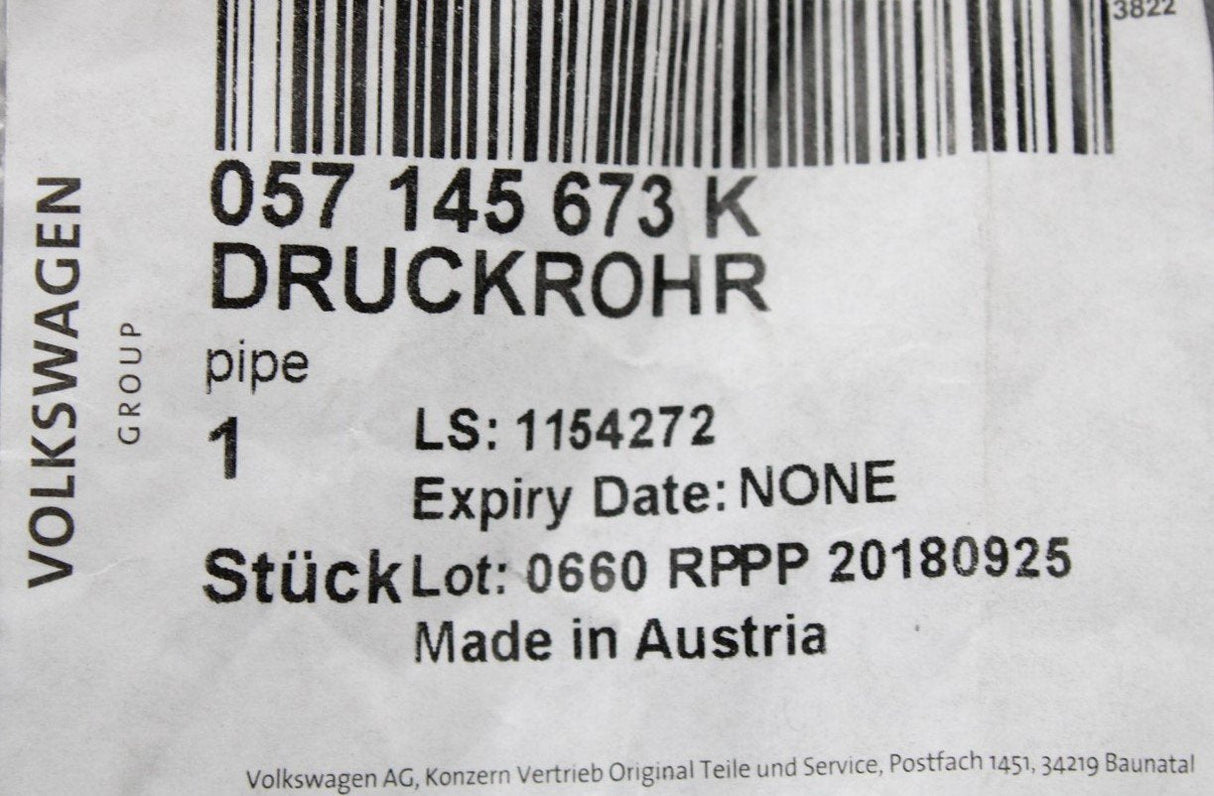 3822
057 145 673 K
DRUCKROHR
pipe
1
LS: 1154272
Expiry Date: NONE
Stück Lot: 0660 RPPP 20180925
Made in Austria
VOLKSWAGEN
GROUP
Volkswagen AG, Konzern Vertrieb Original Teile und Service, Postfach 1451, 34219 Baunatal